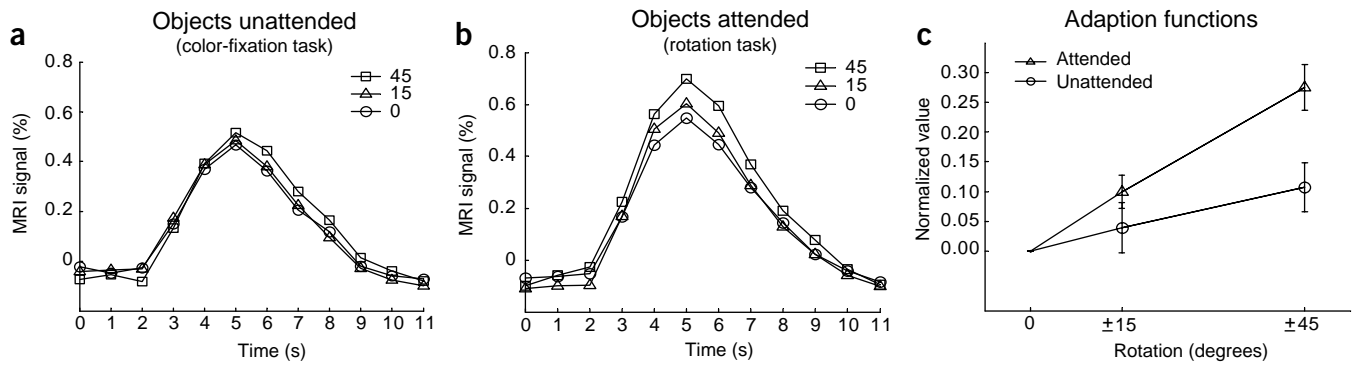 a
Objects unattended
(color-fixation task)
0.8
0.6
0.4
0.2
0
MRI signal (%)
45
15
0
0 1 2 3 4 5 6 7 8 9 10 11
Time (s)
b
Objects attended
(rotation task)
0.8
0.6
0.4
0.2
0
MRI signal (%)
45
15
0
0 1 2 3 4 5 6 7 8 9 10 11
Time (s)
c
Adaption functions
Attended
Unattended
0.30
0.25
0.20
0.10
0.05
0.00
Normalized value
0 ±15 ±45
Rotation (degrees)